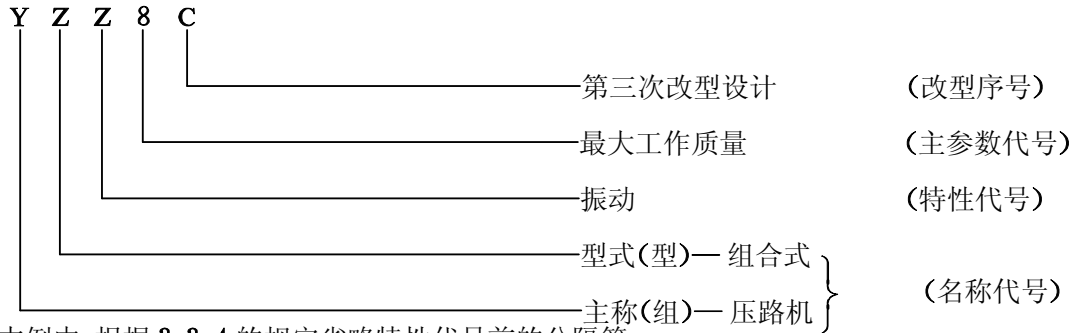 Y Z Z 8 C
第三次改型设计 (改型序号)
最大工作质量 (主参数代号)
振动 (特性代号)
型式(型)— 组合式
(名称代号)
主称(组)— 压路机